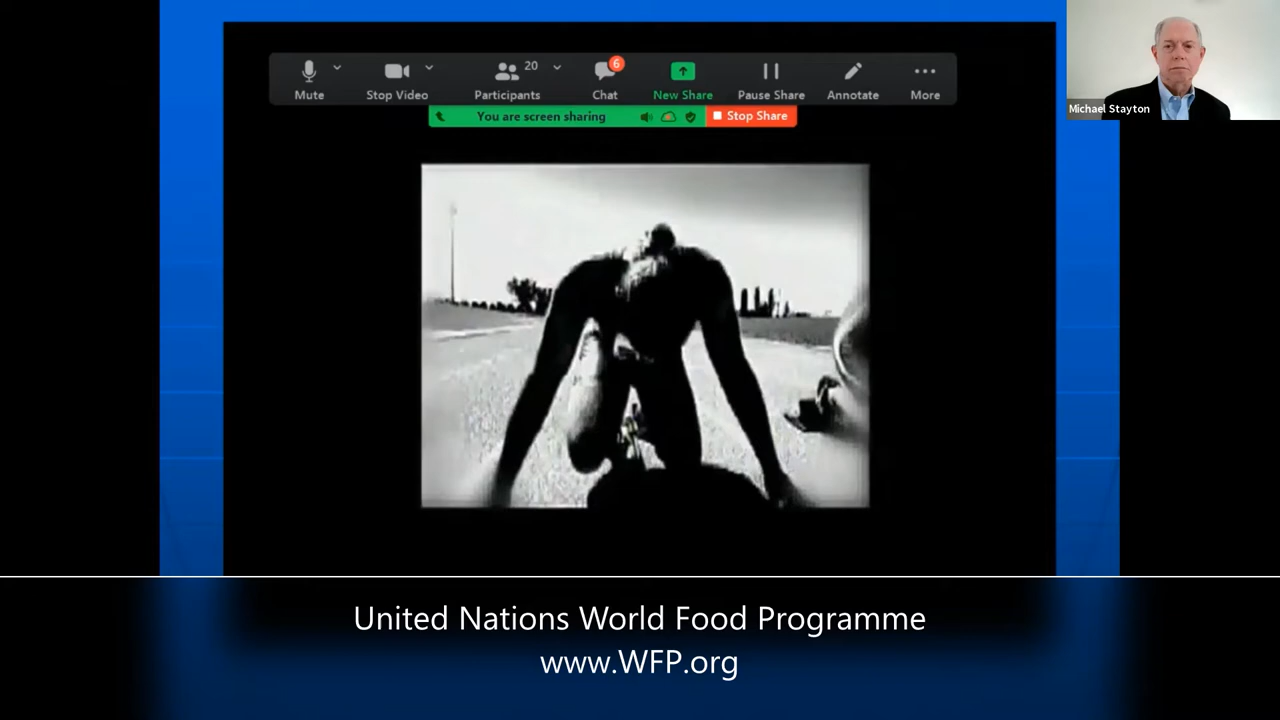 20
6
Mute
Stop Video
Participants
Chat
New Share
Pause Share
Annotate
More
You are screen sharing
Stop Share
Michael Stayton
United Nations World Food Programme
www.WFP.org